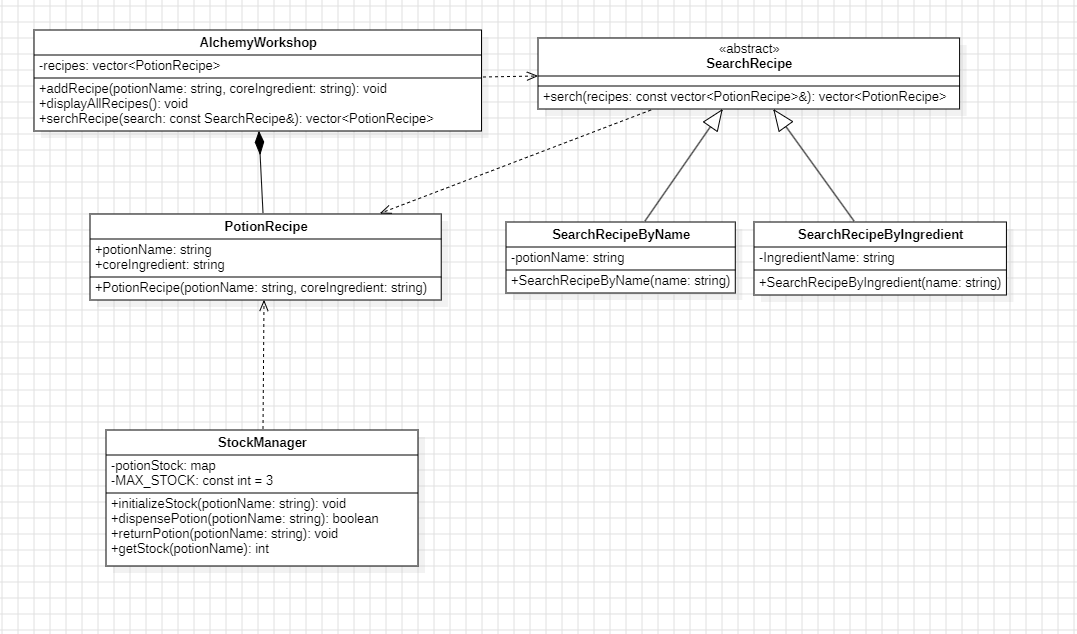 AlchemyWorkshop
-recipes: vector<PotionRecipe>
+addRecipe(potionName: string, coreIngredient: string): void
+displayAllRecipes(): void
+serchRecipe(search: const SearchRecipe&): vector<PotionRecipe>
«abstract»
SearchRecipe
+serch(recipes: const vector<PotionRecipe>&): vector<PotionRecipe>
PotionRecipe
+potionName: string
+coreIngredient: string
+PotionRecipe(potionName: string, coreIngredient: string)
SearchRecipeByName
-potionName: string
+SearchRecipeByName(name: string)
SearchRecipeByIngredient
-IngredientName: string
+SearchRecipeByIngredient(name: string)
StockManager
-potionStock: map
-MAX_STOCK: const int = 3
+initializeStock(potionName: string): void
+dispensePotion(potionName: string): boolean
+returnPotion(potionName: string): void
+getStock(potionName): int